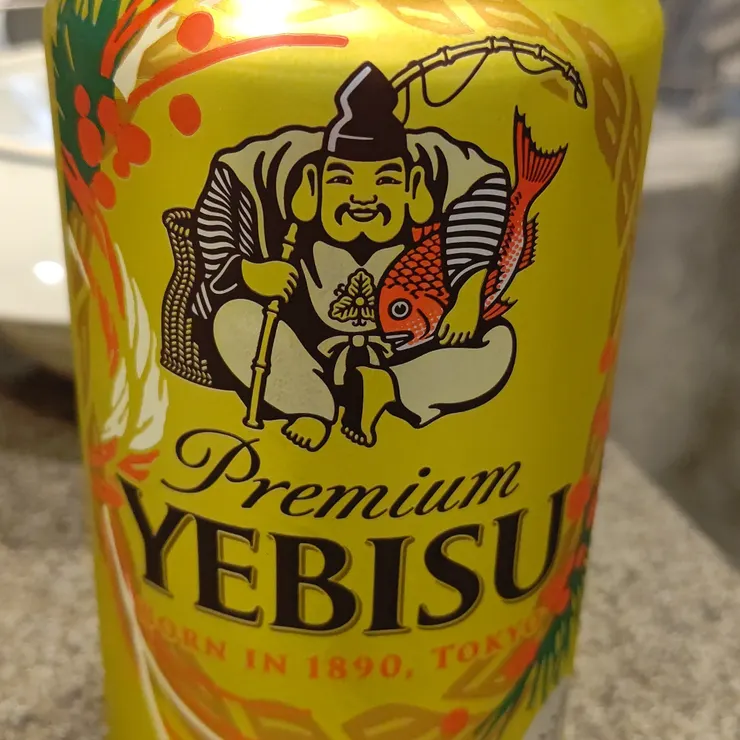 Premium
YEBISU
BORN IN 1890, TOKYO